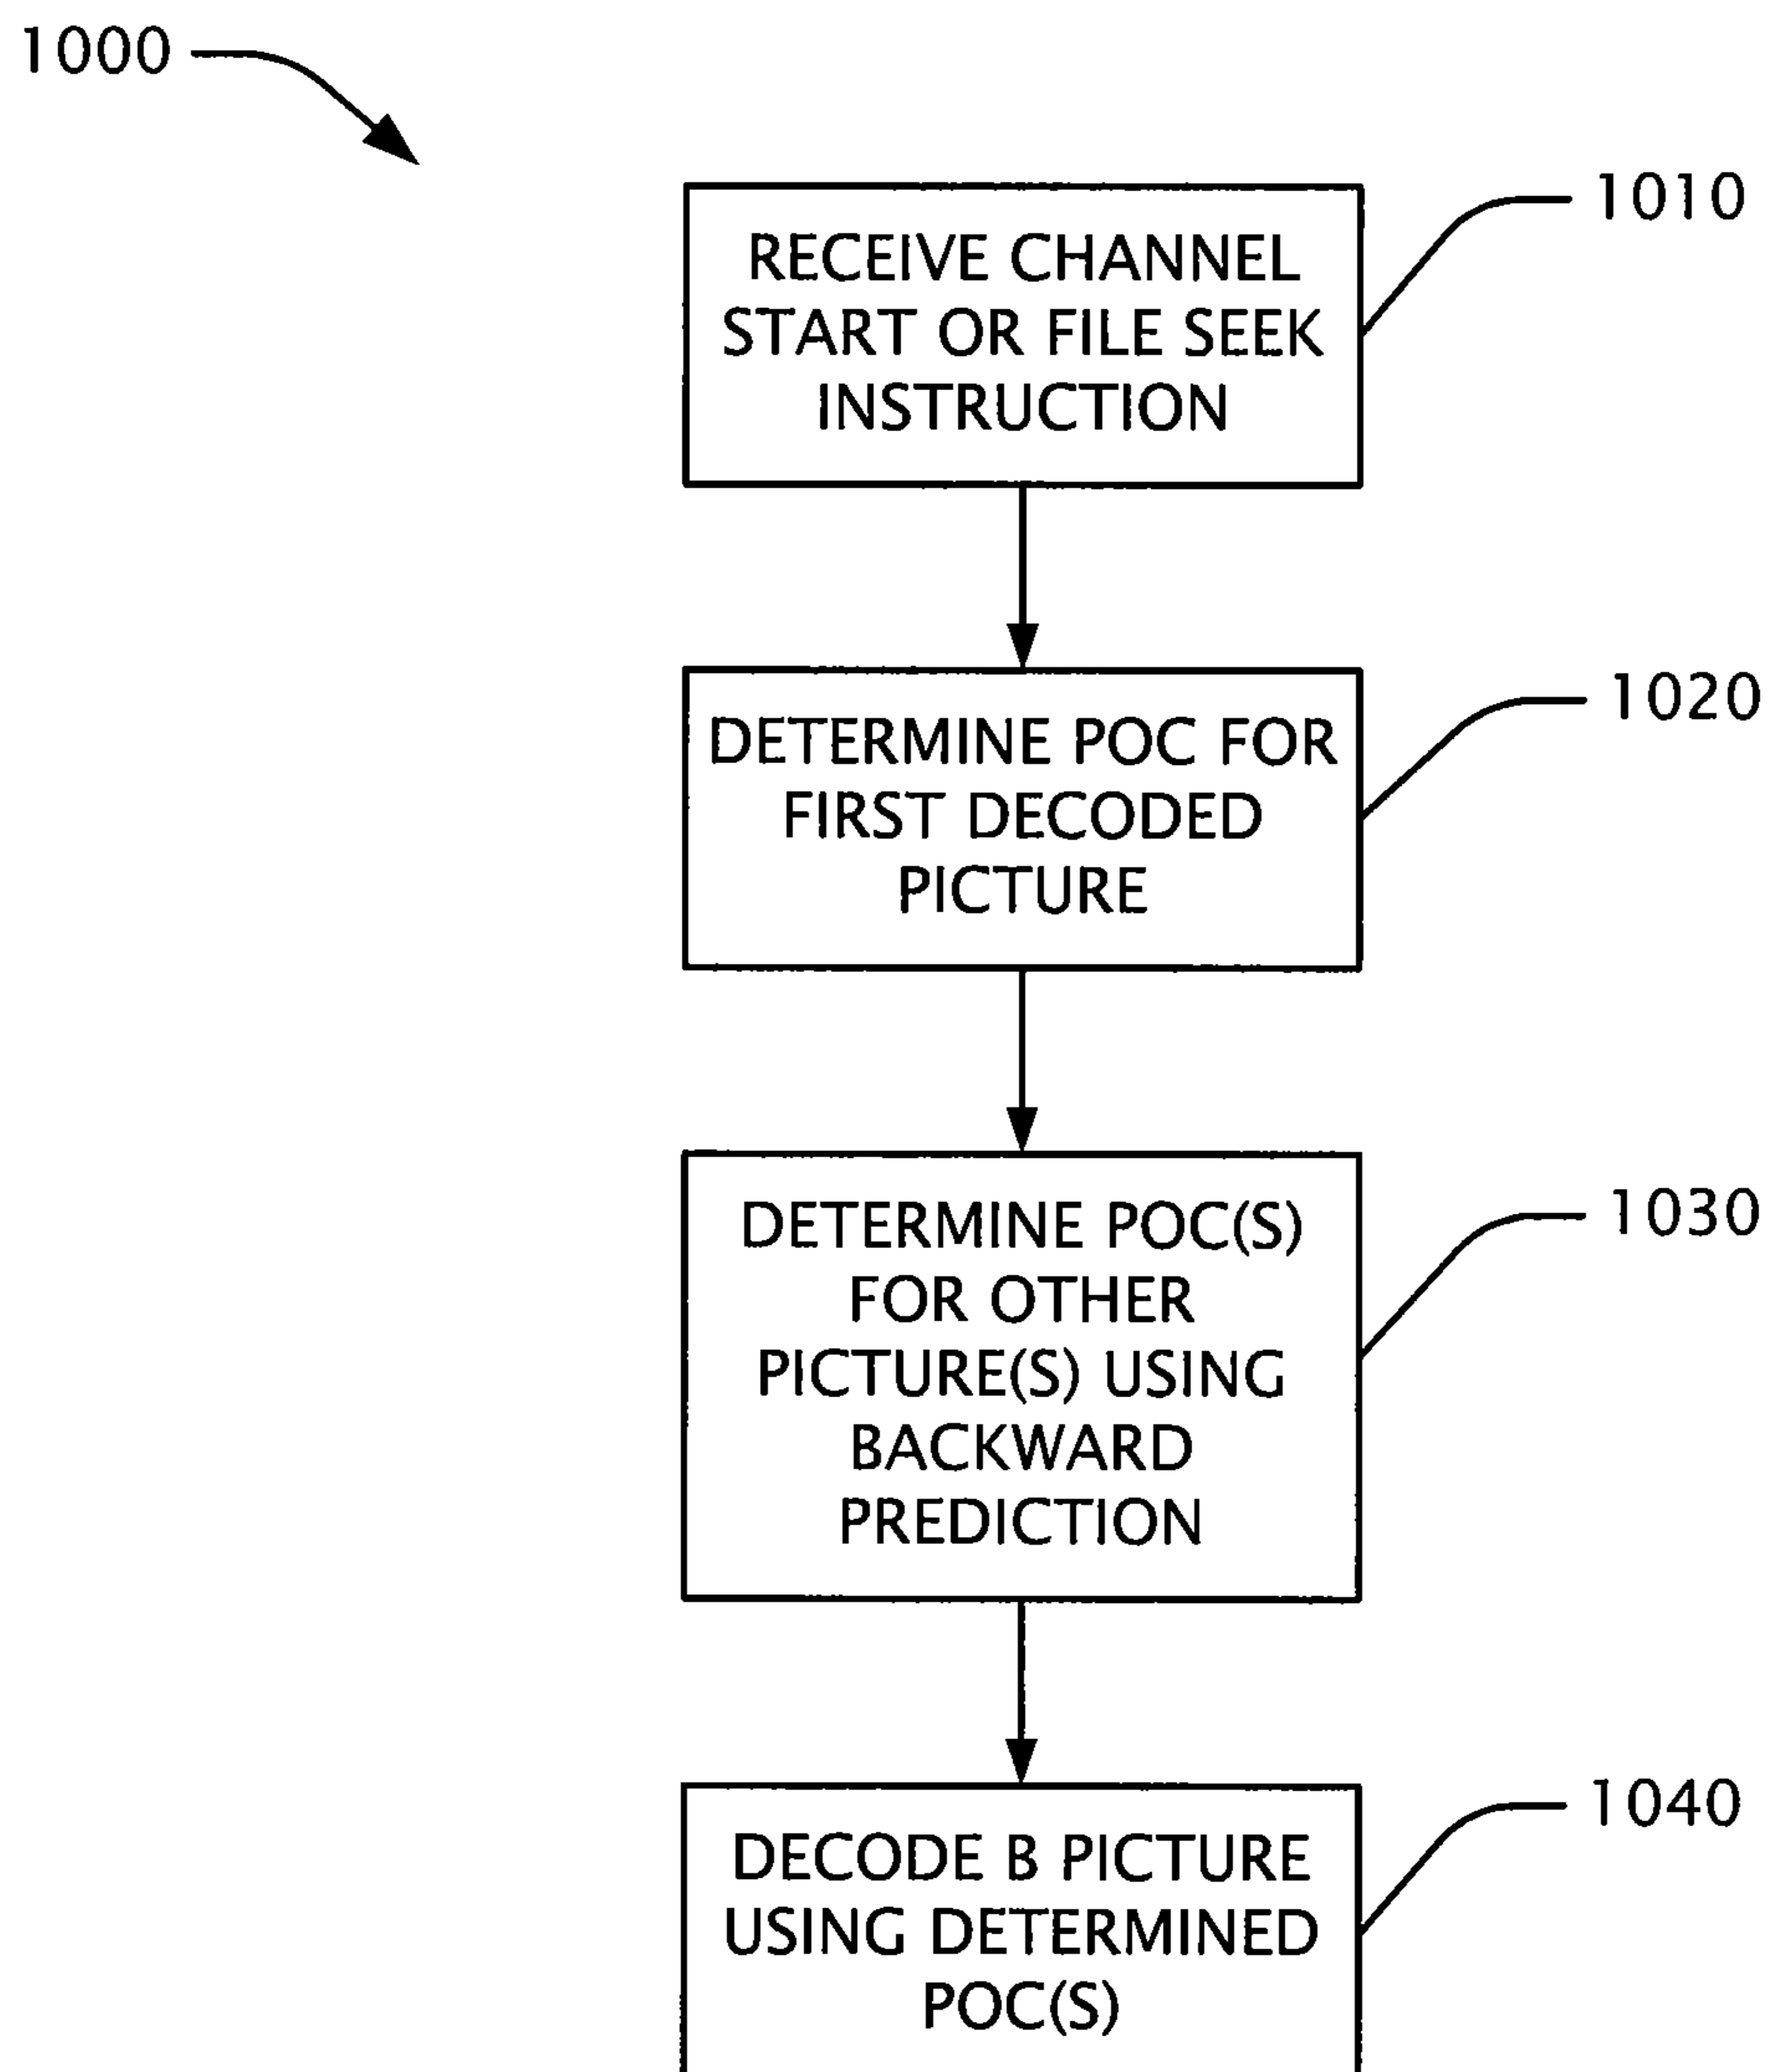 1000
1010
RECEIVE CHANNEL
START OR FILE SEEK
INSTRUCTION
1020
DETERMINE POC FOR
FIRST DECODED
PICTURE
1030
DETERMINE POC(S)
FOR OTHER
PICTURE(S) USING
BACKWARD
PREDICTION
1040
DECODE B PICTURE
USING DETERMINED
POC(S)